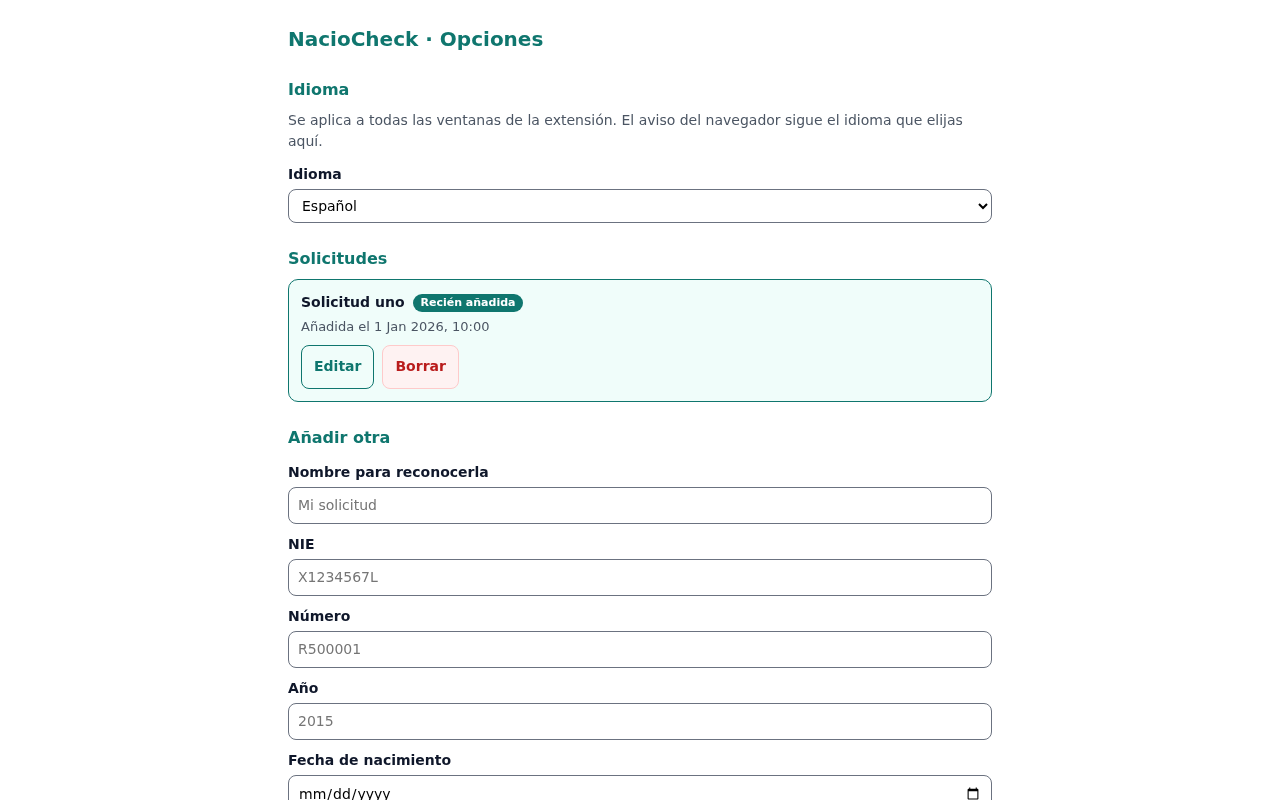 NacioCheck · Opciones
Idioma
Se aplica a todas las ventanas de la extensión. El aviso del navegador sigue el idioma que elijas
aquí.
Idioma
Español
Solicitudes
Solicitud uno Recién añadida
Añadida el 1 Jan 2026, 10:00
Editar Borrar
Añadir otra
Nombre para reconocerla
Mi solicitud
NIE
X1234567L
Número
R500001
Año
2015
Fecha de nacimiento
mm/dd/yyyy